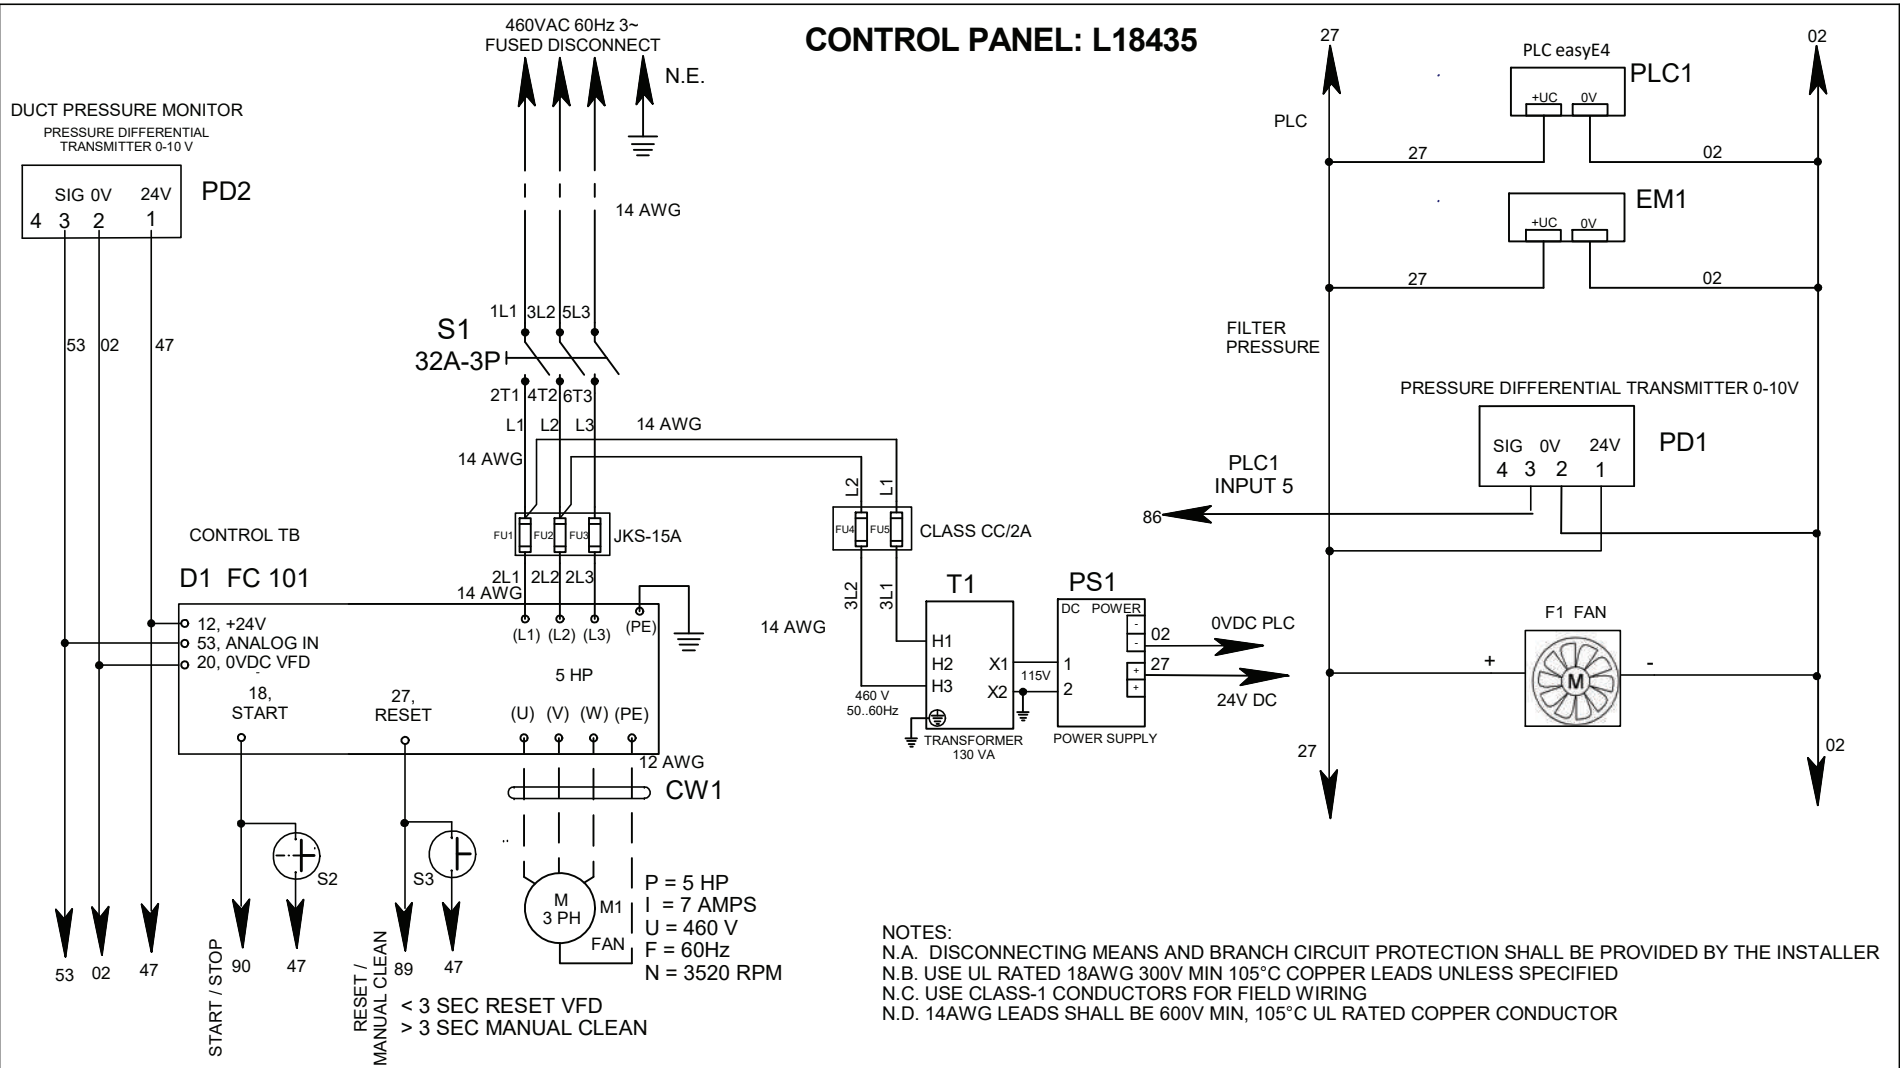 CONTROL PANEL: L18435
460VAC 60Hz 3~
FUSED DISCONNECT
N.E.
14 AWG
DUCT PRESSURE MONITOR
PRESSURE DIFFERENTIAL
TRANSMITTER 0-10 V
PD2
SIG 0V 24V
4 3 2 1
53 02 47
1L1 3L2 5L3
S1
32A-3P
2T1 4T2 6T3
L1 L2 L3
14 AWG
14 AWG
FU1 FU2 FU3
JKS-15A
2L1 2L2 2L3
14 AWG
L2 L1
FU4 FU5
CLASS CC/2A
3L2 3L1
14 AWG
CONTROL TB
D1 FC 101
12, +24V
53, ANALOG IN
20, 0VDC VFD
18,
START
27,
RESET
(L1) (L2) (L3) (PE)
5 HP
(U) (V) (W) (PE)
12 AWG
CW1
S2
S3
M
3 PH
M1
FAN
P = 5 HP
I = 7 AMPS
U = 460 V
F = 60Hz
N = 3520 RPM
53 02 47
START / STOP
90 47
RESET /
MANUAL CLEAN
89 47
< 3 SEC RESET VFD
> 3 SEC MANUAL CLEAN
T1
H1
H2
H3
X1
X2
460 V
50..60Hz
115V
TRANSFORMER
130 VA
PS1
DC POWER
-
-
+
+
1
2
POWER SUPPLY
02
0VDC PLC
27
24V DC
27
02
PLC easyE4
PLC1
+UC 0V
PLC
27 02
EM1
+UC 0V
27 02
FILTER
PRESSURE
PRESSURE DIFFERENTIAL TRANSMITTER 0-10V
PD1
SIG 0V 24V
4 3 2 1
PLC1
INPUT 5
86
F1 FAN
+ -
M
27
02
NOTES:
N.A. DISCONNECTING MEANS AND BRANCH CIRCUIT PROTECTION SHALL BE PROVIDED BY THE INSTALLER
N.B. USE UL RATED 18AWG 300V MIN 105°C COPPER LEADS UNLESS SPECIFIED
N.C. USE CLASS-1 CONDUCTORS FOR FIELD WIRING
N.D. 14AWG LEADS SHALL BE 600V MIN, 105°C UL RATED COPPER CONDUCTOR